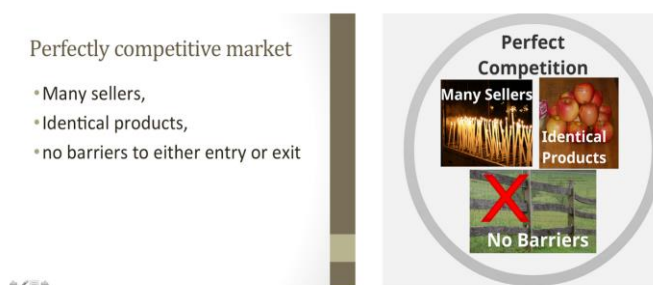 Perfectly competitive market
•Many sellers,
•Identical products,
•no barriers to either entry or exit
Perfect
Competition
Many Sellers
Identical
Products
No Barriers